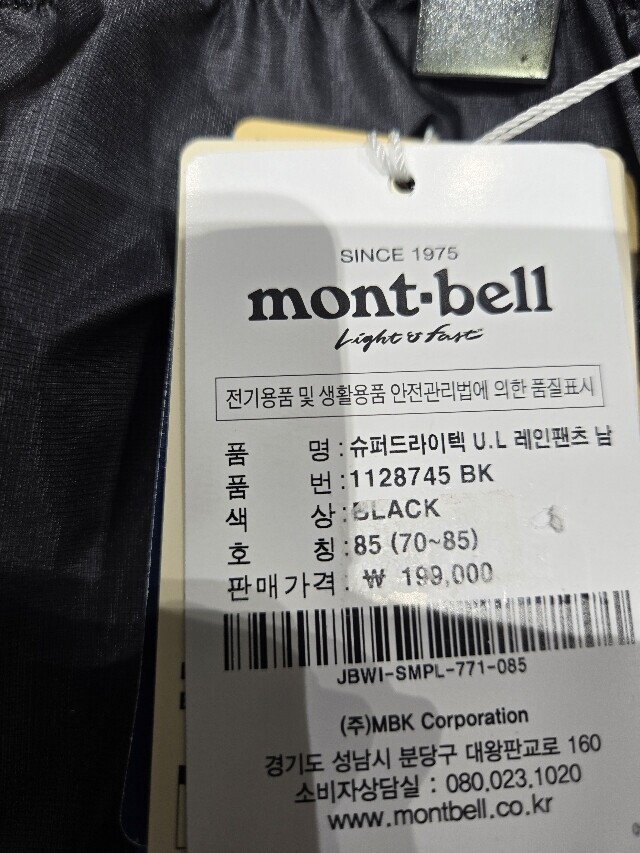 SINCE 1975
mont-bell
Light & fast
전기용품 및 생활용품 안전관리법에 의한 품질표시
품 명 : 슈퍼드라이텍 U.L 레인팬츠 남
품 번 : 1128745 BK
색 상 : BLACK
호 칭 : 85 (70~85)
판매가격 : ₩ 199,000
JBWI-SMPL-771-085
(주)MBK Corporation
경기도 성남시 분당구 대왕판교로 160
소비자상담실 : 080.023.1020
www.montbell.co.kr